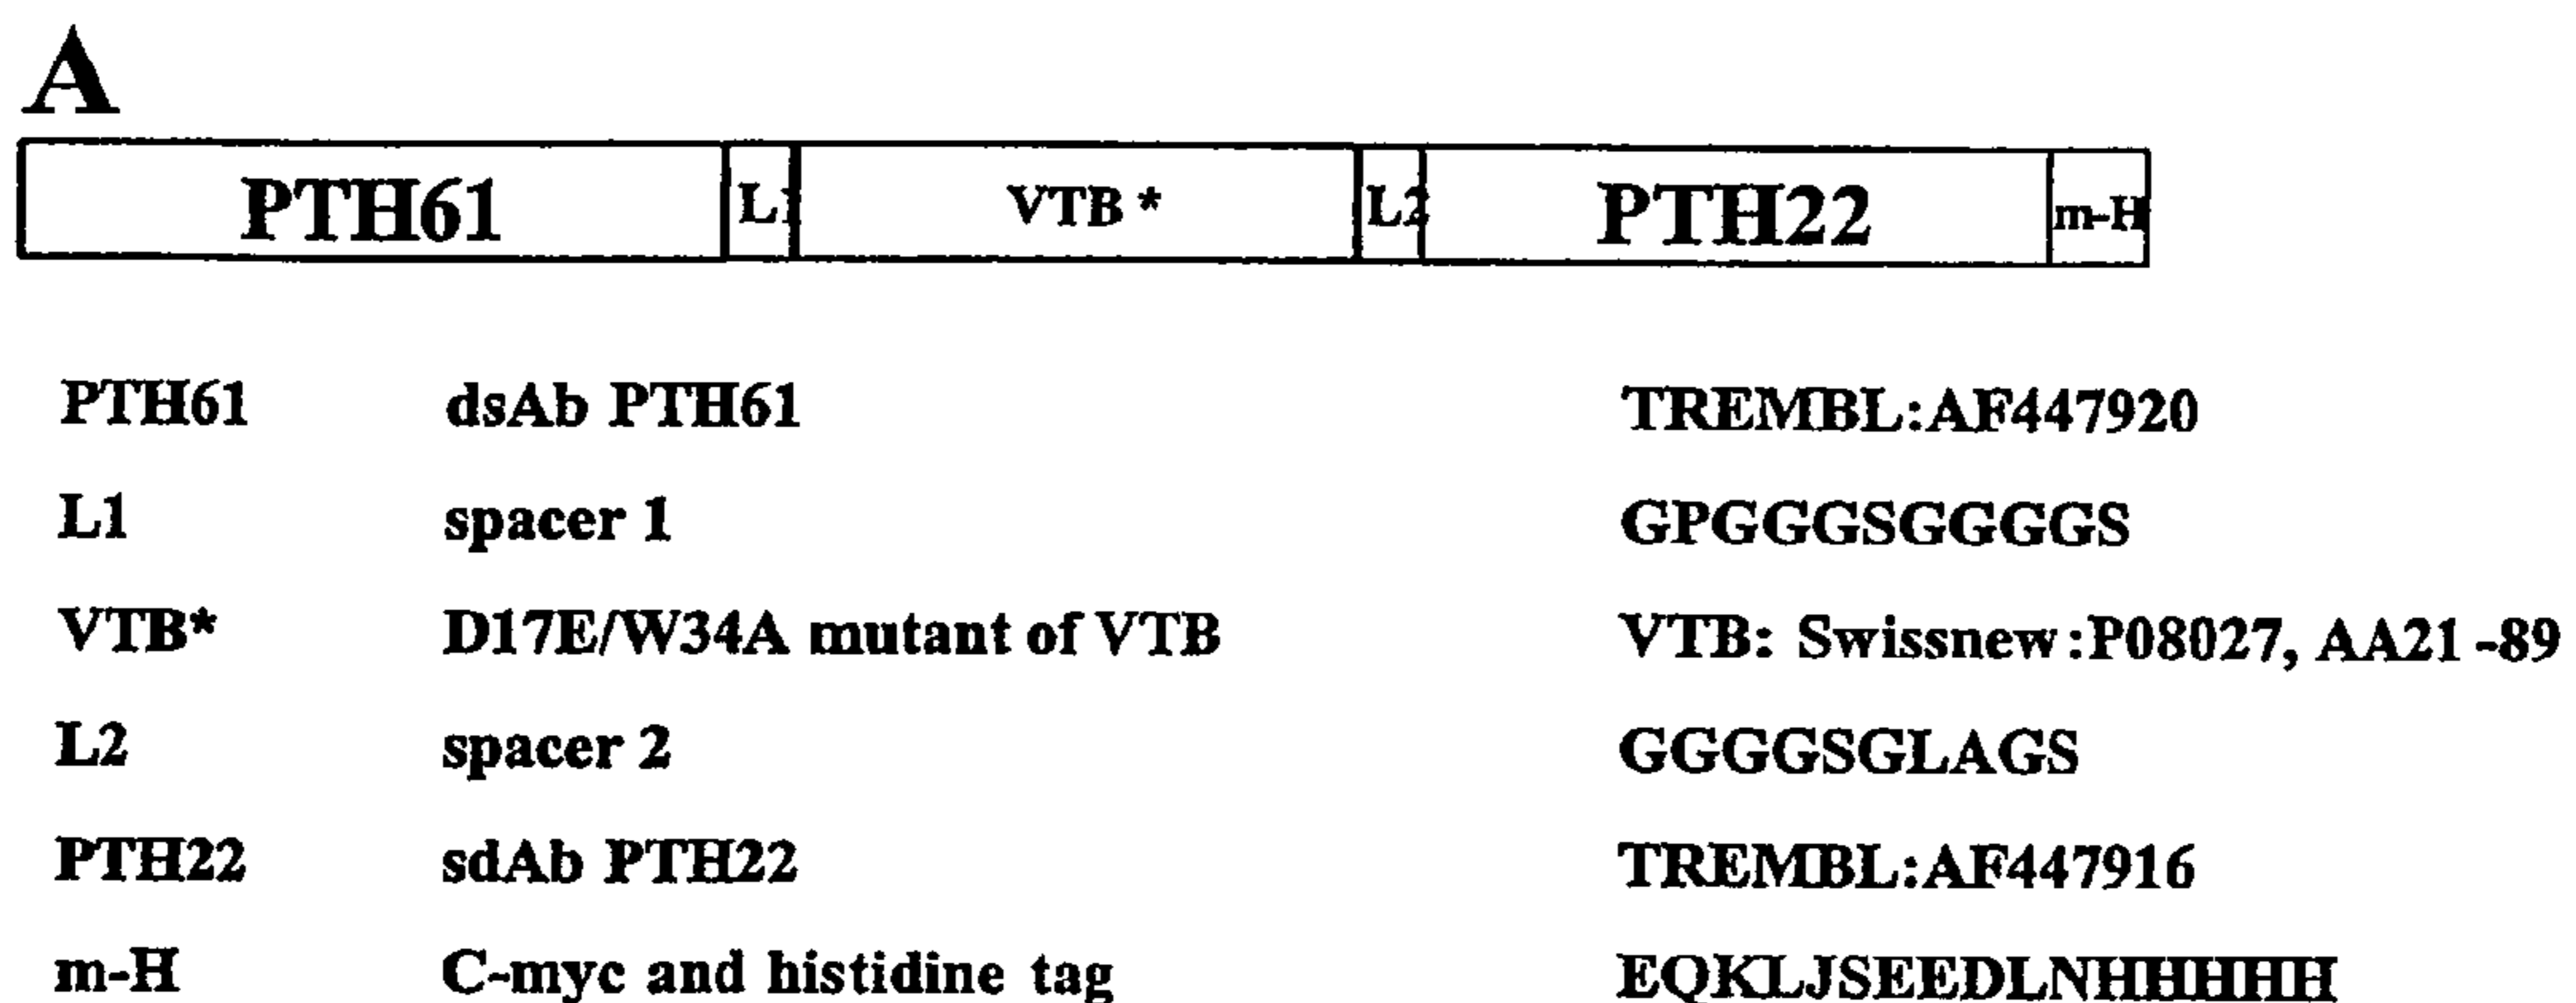 A
PTH61 L1 VTB * L2 PTH22 m-H
PTH61 dsAb PTH61 TREMBL:AF447920
L1 spacer 1 GPGGGSGGGGS
VTB* D17E/W34A mutant of VTB VTB: Swissnew:P08027, AA21-89
L2 spacer 2 GGGGSGLAGS
PTH22 sdAb PTH22 TREMBL:AF447916
m-H C-myc and histidine tag EQKLJSEEDLNHHHHH